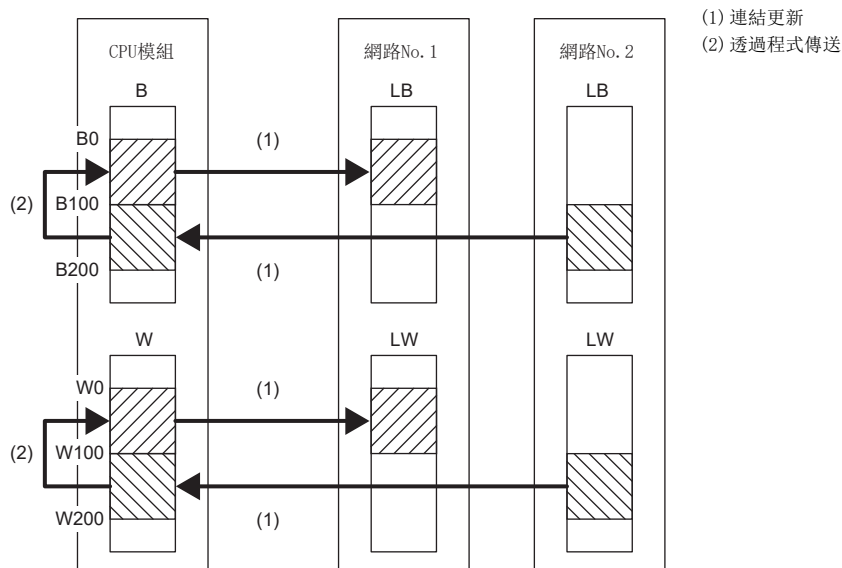 (1) 連結更新
(2) 透過程式傳送
CPU模組
網路No. 1
網路No. 2
B
LB
LB
B0
(1)
(2)
B100
B200
(1)
W
LW
LW
W0
(1)
(2)
W100
W200
(1)